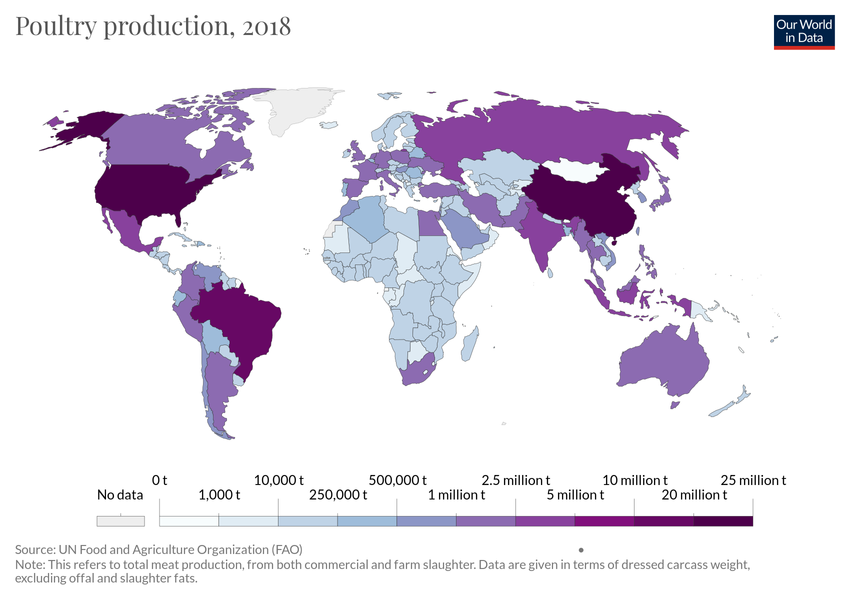 Poultry production, 2018
Our World
in Data
No data
0 t
1,000 t
10,000 t
250,000 t
500,000 t
1 million t
2.5 million t
5 million t
10 million t
20 million t
25 million t
Source: UN Food and Agriculture Organization (FAO)
Note: This refers to total meat production, from both commercial and farm slaughter. Data are given in terms of dressed carcass weight,
excluding offal and slaughter fats.